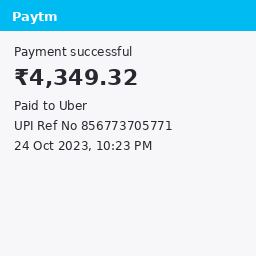 Paytm
Payment successful
₹4,349.32
Paid to Uber
UPI Ref No 856773705771
24 Oct 2023, 10:23 PM